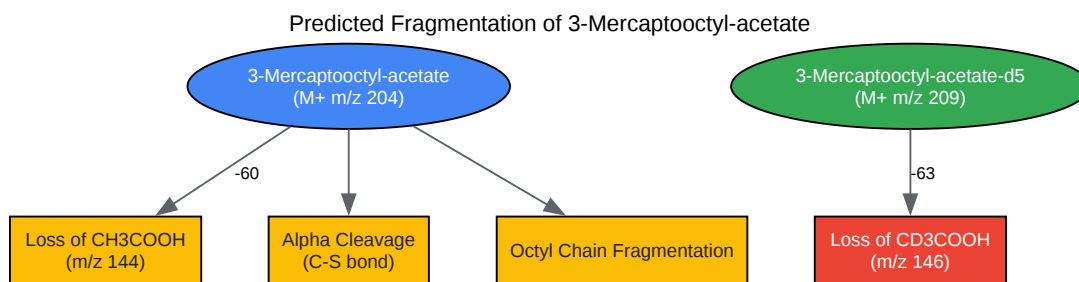 Predicted Fragmentation of 3-Mercaptooctyl-acetate
3-Mercaptooctyl-acetate
(M+ m/z 204)
3-Mercaptooctyl-acetate-d5
(M+ m/z 209)
-60
-63
Loss of CH3COOH
(m/z 144)
Alpha Cleavage
(C-S bond)
Octyl Chain Fragmentation
Loss of CD3COOH
(m/z 146)